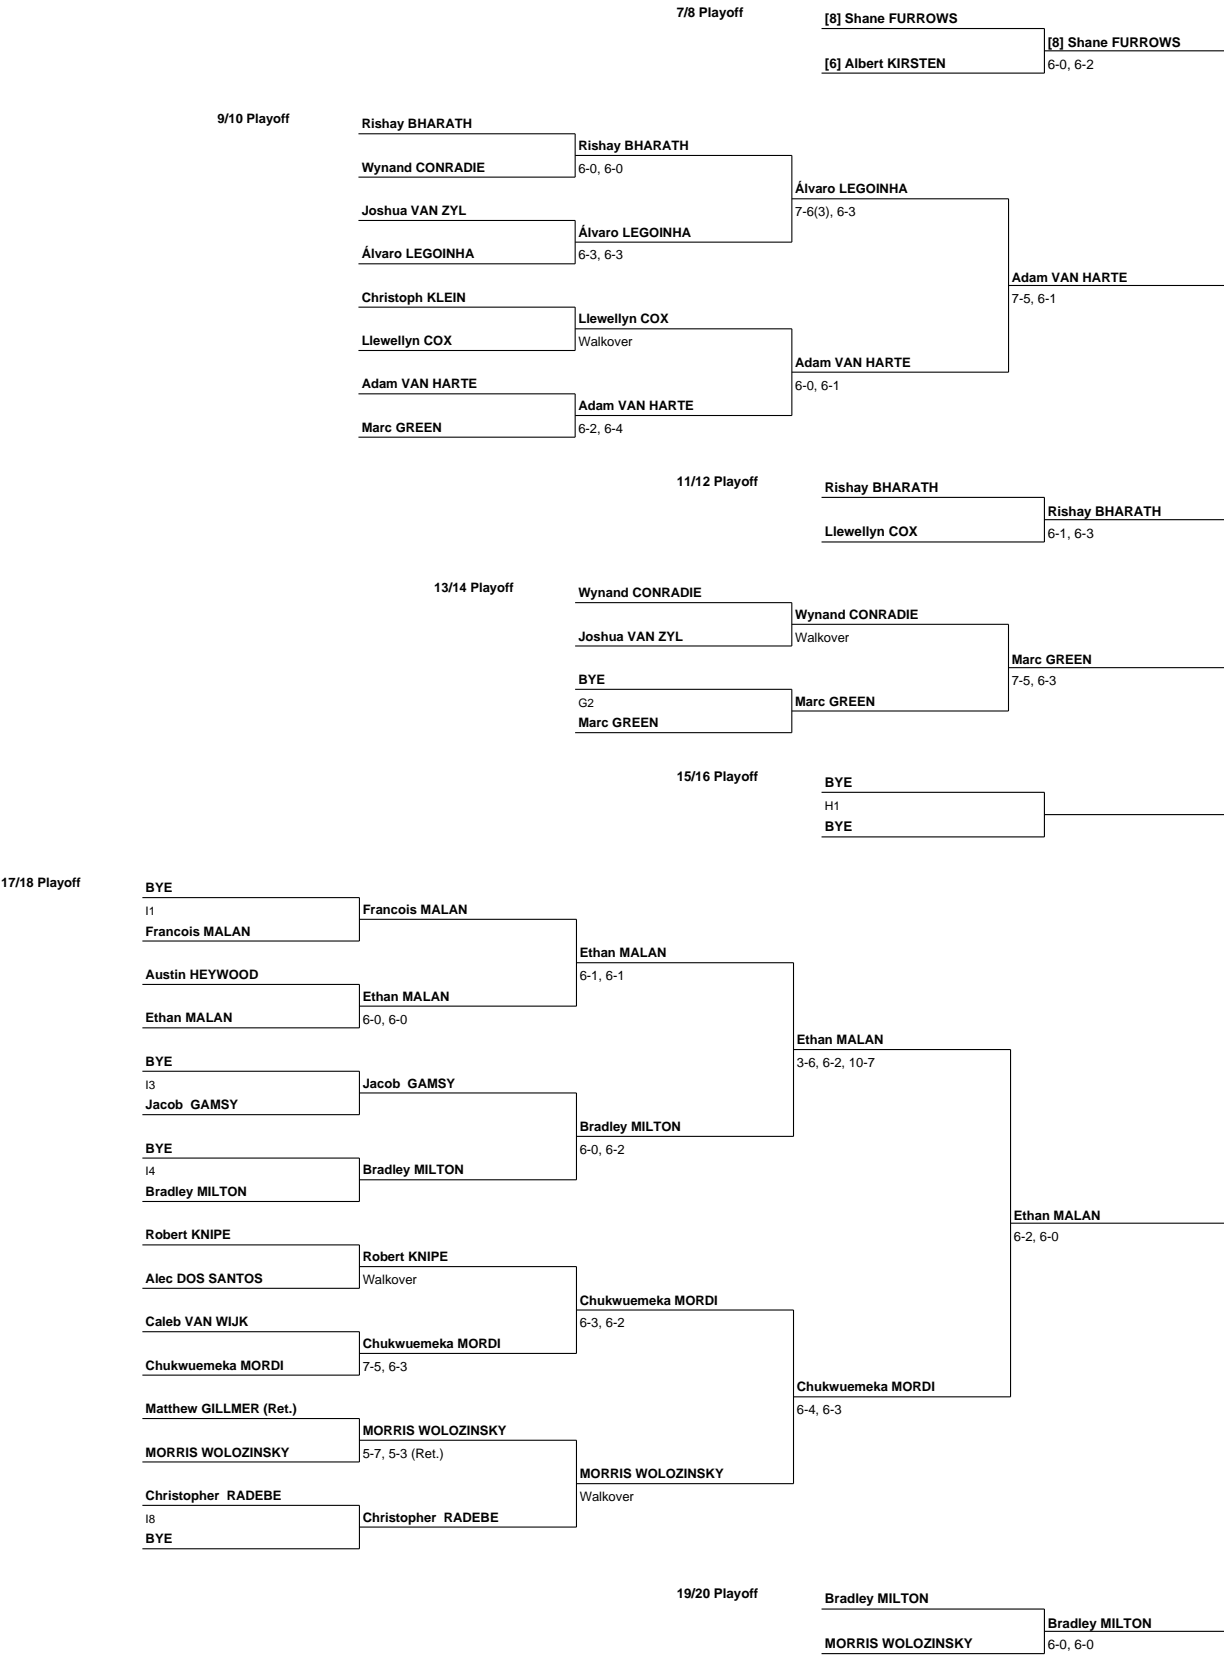 7/8 Playoff
[8] Shane FURROWS
[8] Shane FURROWS
[6] Albert KIRSTEN
6-0, 6-2
9/10 Playoff
Rishay BHARATH
Rishay BHARATH
Wynand CONRADIE
6-0, 6-0
Álvaro LEGOINHA
Joshua VAN ZYL
7-6(3), 6-3
Álvaro LEGOINHA
Álvaro LEGOINHA
6-3, 6-3
Adam VAN HARTE
Christoph KLEIN
7-5, 6-1
Llewellyn COX
Llewellyn COX
Walkover
Adam VAN HARTE
Adam VAN HARTE
6-0, 6-1
Adam VAN HARTE
Marc GREEN
6-2, 6-4
11/12 Playoff
Rishay BHARATH
Rishay BHARATH
Llewellyn COX
6-1, 6-3
13/14 Playoff
Wynand CONRADIE
Wynand CONRADIE
Joshua VAN ZYL
Walkover
Marc GREEN
BYE
7-5, 6-3
G2
Marc GREEN
Marc GREEN
15/16 Playoff
BYE
H1
BYE
17/18 Playoff
BYE
I1
Francois MALAN
Francois MALAN
Ethan MALAN
Austin HEYWOOD
6-1, 6-1
Ethan MALAN
Ethan MALAN
6-0, 6-0
Ethan MALAN
BYE
3-6, 6-2, 10-7
I3
Jacob  GAMSY
Jacob  GAMSY
Bradley MILTON
BYE
6-0, 6-2
I4
Bradley MILTON
Bradley MILTON
Ethan MALAN
Robert KNIPE
6-2, 6-0
Robert KNIPE
Alec DOS SANTOS
Walkover
Chukwuemeka MORDI
Caleb VAN WIJK
6-3, 6-2
Chukwuemeka MORDI
Chukwuemeka MORDI
7-5, 6-3
Chukwuemeka MORDI
Matthew GILLMER (Ret.)
6-4, 6-3
MORRIS WOLOZINSKY
MORRIS WOLOZINSKY
5-7, 5-3 (Ret.)
MORRIS WOLOZINSKY
Christopher  RADEBE
Walkover
I8
Christopher  RADEBE
BYE
19/20 Playoff
Bradley MILTON
Bradley MILTON
MORRIS WOLOZINSKY
6-0, 6-0